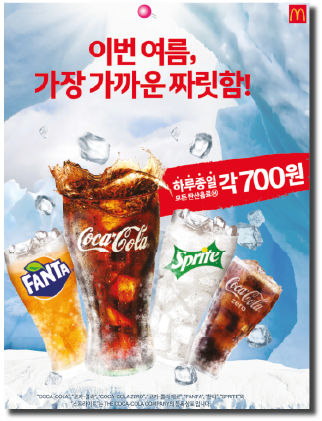 이번 여름,
가장 가까운 짜릿함!
하루종일
모든 탄산음료
각 700원
Coca-Cola
FANTA
Sprite
Coca-Cola
ZERO